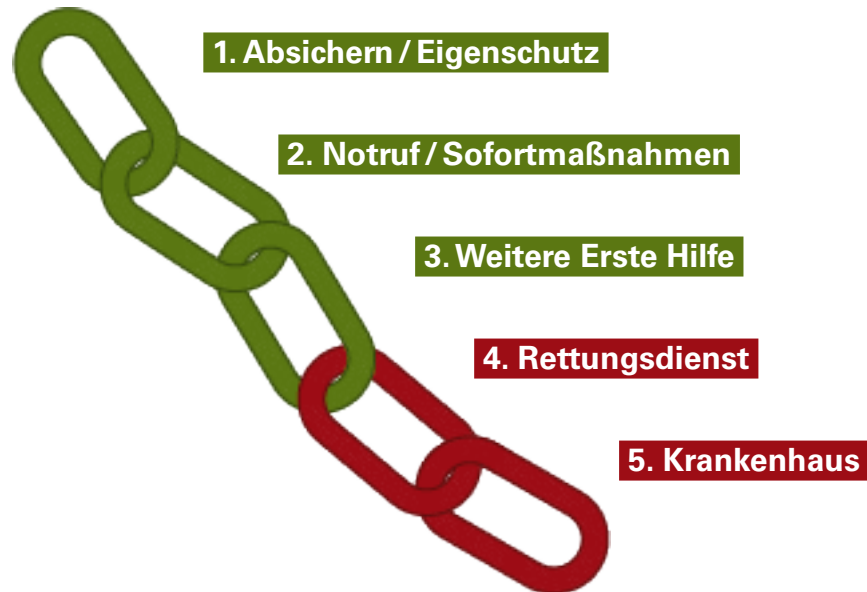 1. Absichern / Eigenschutz
2. Notruf / Sofortmaßnahmen
3. Weitere Erste Hilfe
4. Rettungsdienst
5. Krankenhaus